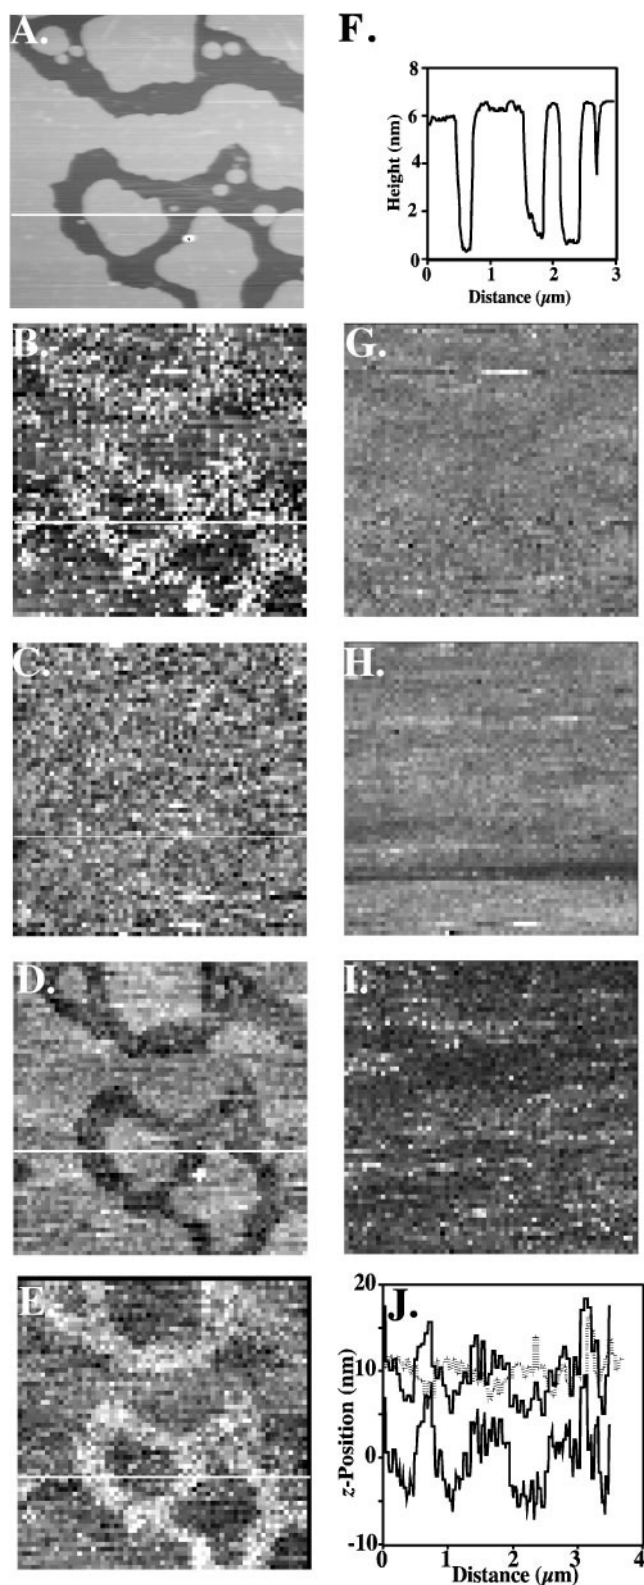 A.
F.
8
6
4
2
0
Height (nm)
0 1 2 3
Distance (µm)
B.
G.
C.
H.
D.
I.
E.
J.
20
10
0
-10
z-Position (nm)
0 1 2 3 4
Distance (µm)